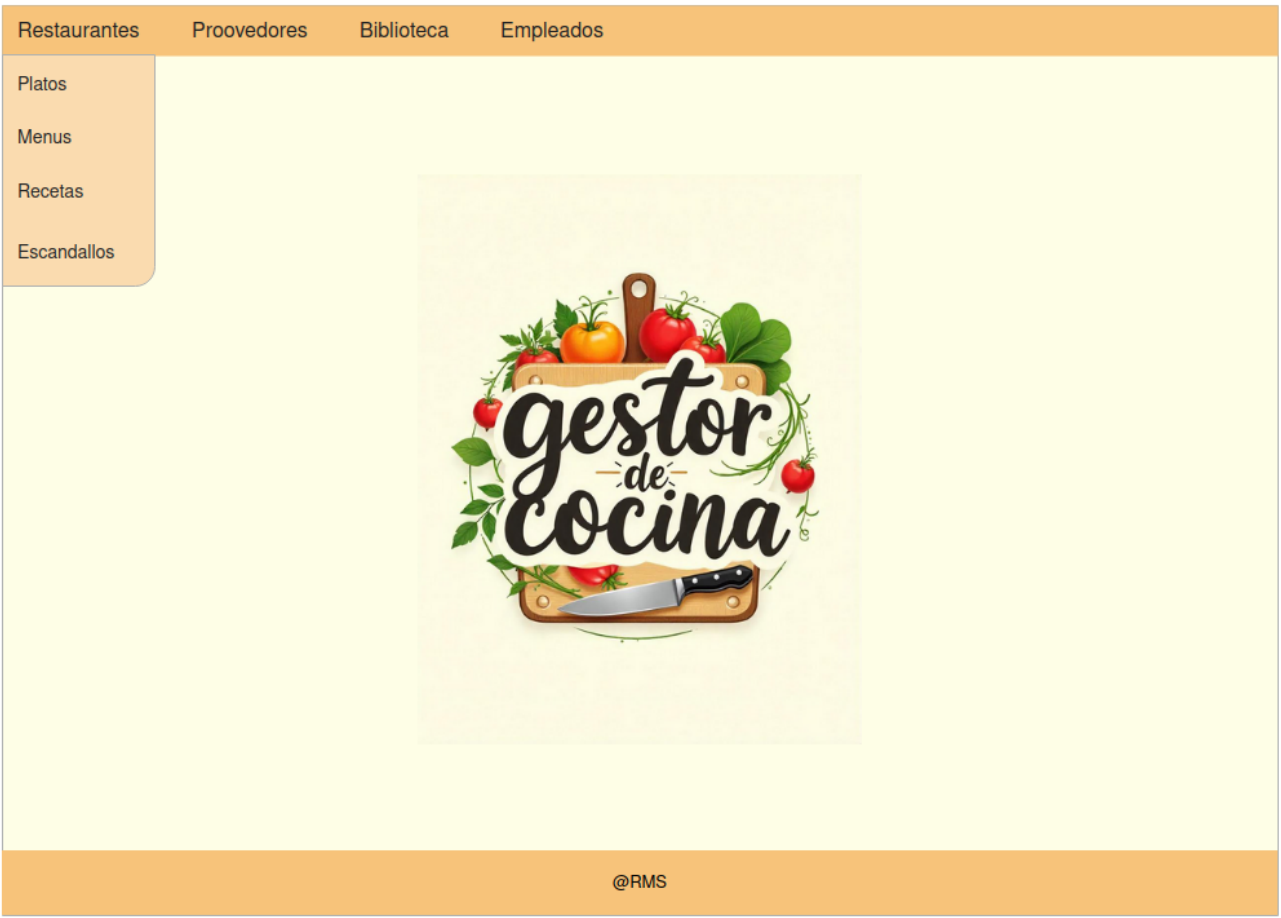 Restaurantes Proovedores Biblioteca Empleados
Platos
Menus
Recetas
Escandallos
gestor
de
cocina
@RMS